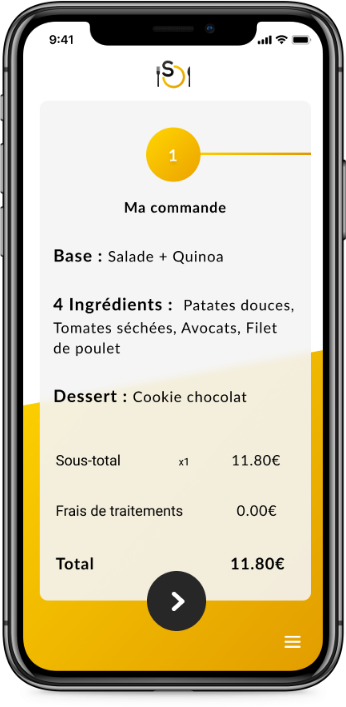 9:41
SO
1
Ma commande
Base : Salade + Quinoa
4 Ingrédients : Patates douces,
Tomates séchées, Avocats, Filet
de poulet
Dessert : Cookie chocolat
Sous-total x1 11.80€
Frais de traitements 0.00€
Total 11.80€